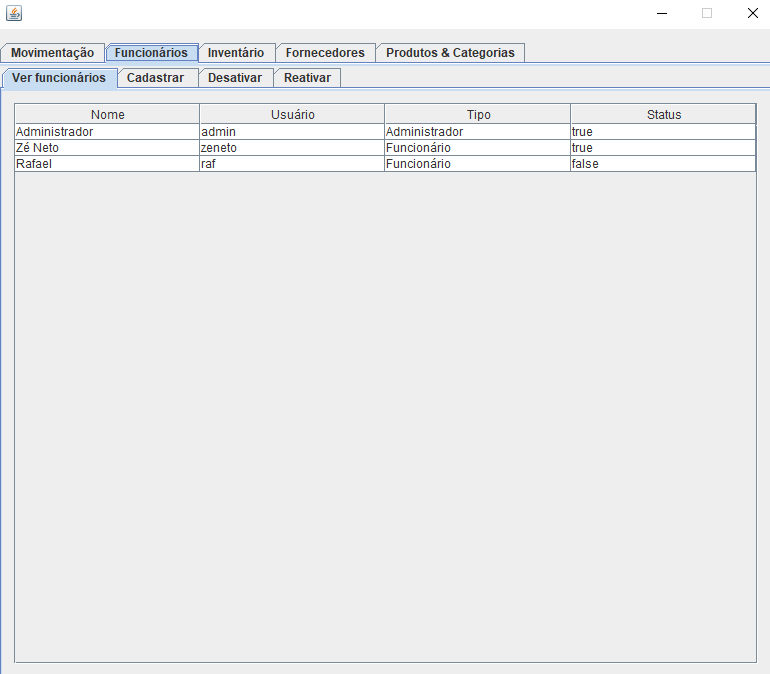 Movimentação Funcionários Inventário Fornecedores Produtos & Categorias
Ver funcionários Cadastrar Desativar Reativar
Nome Usuário Tipo Status
Administrador admin Administrador true
Zé Neto zeneto Funcionário true
Rafael raf Funcionário false